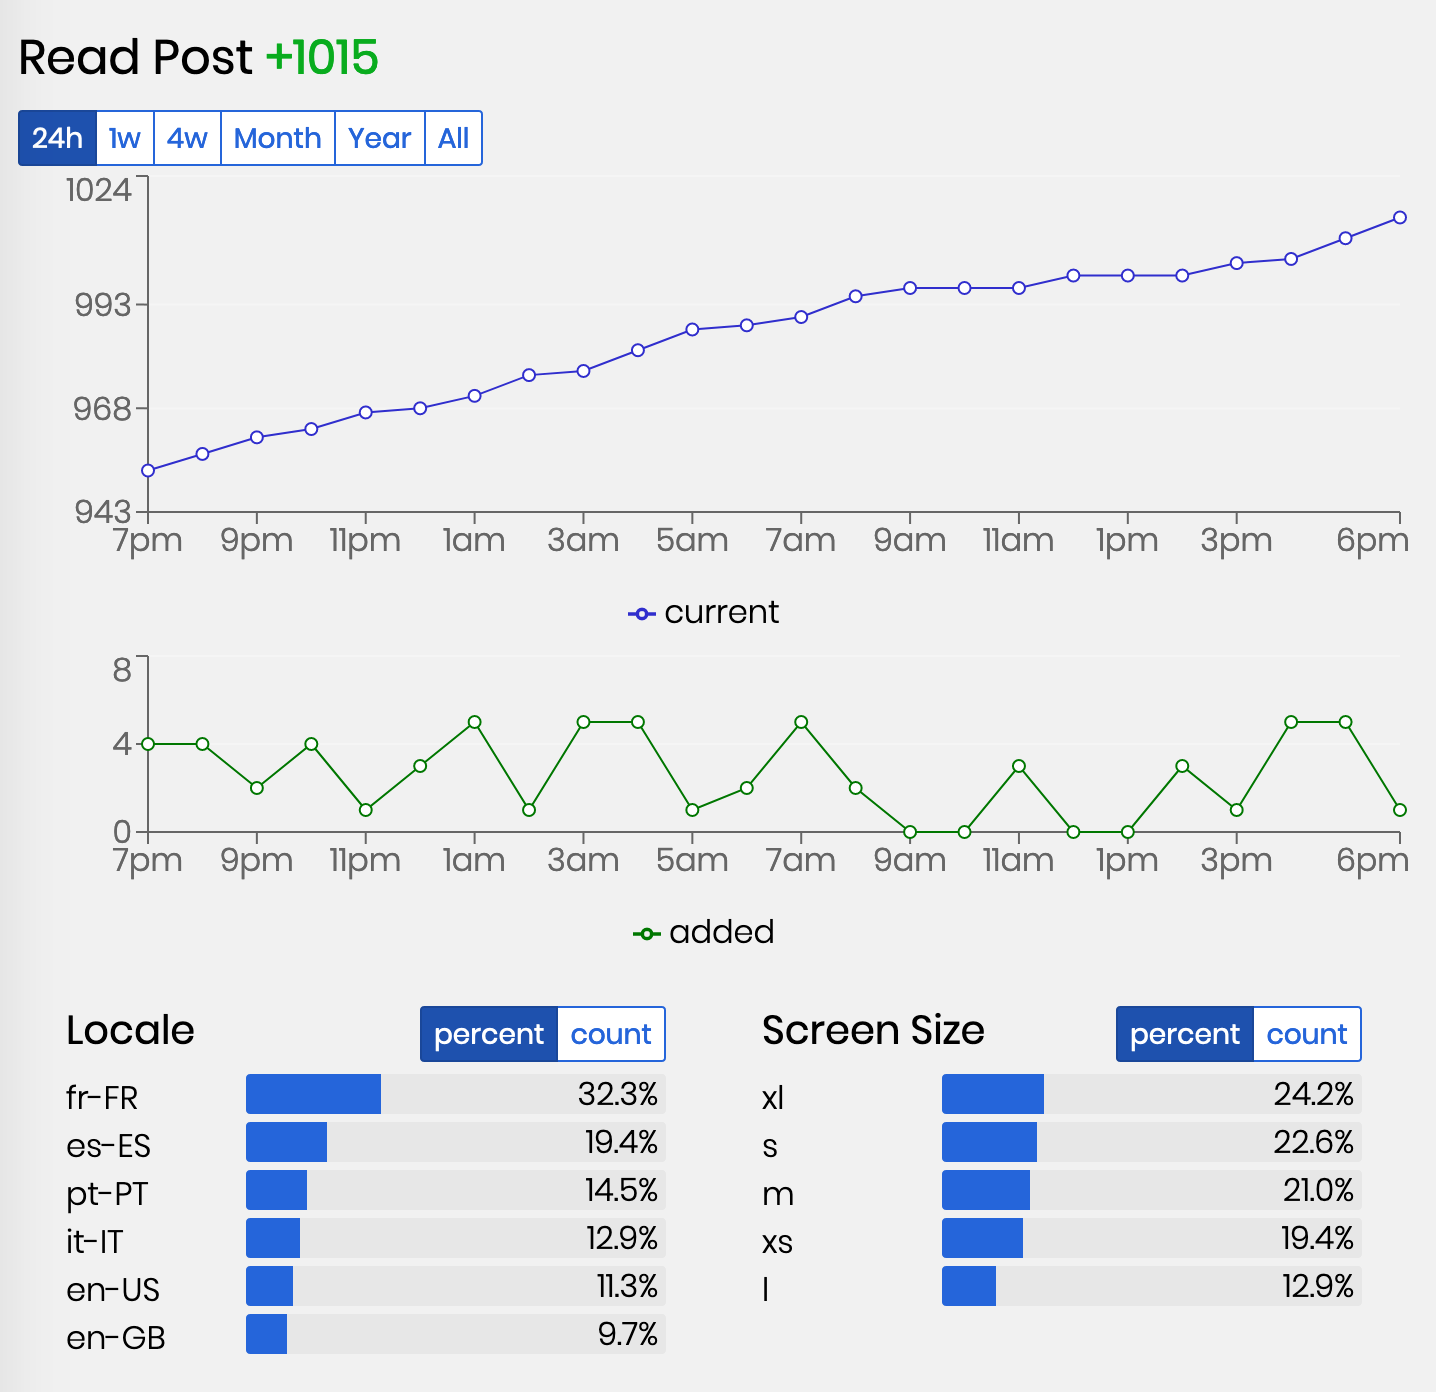 Read Post +1015
24h 1w 4w Month Year All
1024
993
968
943
7pm 9pm 11pm 1am 3am 5am 7am 9am 11am 1pm 3pm 6pm
current
8
4
0
7pm 9pm 11pm 1am 3am 5am 7am 9am 11am 1pm 3pm 6pm
added
Locale percent count
fr-FR 32.3%
es-ES 19.4%
pt-PT 14.5%
it-IT 12.9%
en-US 11.3%
en-GB 9.7%
Screen Size percent count
xl 24.2%
s 22.6%
m 21.0%
xs 19.4%
l 12.9%